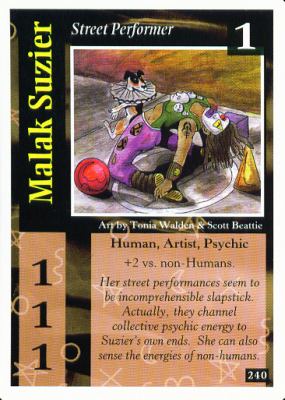 Malak Suzier
Street Performer
1
Art by Tonia Walden & Scott Beattie
Human, Artist, Psychic
+2 vs. non-Humans.
Her street performances seem to
be incomprehensible slapstick.
Actually, they channel
collective psychic energy to
Suzier's own ends. She can also
sense the energies of non-humans.
1
1
1
240